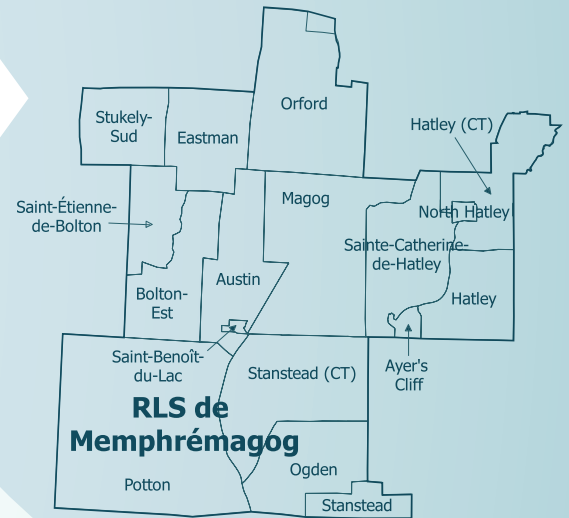 Orford
Stukely-
Sud
Eastman
Hatley (CT)
Magog
North Hatley
Saint-Étienne-
de-Bolton
Sainte-Catherine-
de-Hatley
Austin
Bolton-
Est
Hatley
Saint-Benoît-
du-Lac
Stanstead (CT)
Ayer's
Cliff
RLS de
Memphrémagog
Ogden
Potton
Stanstead